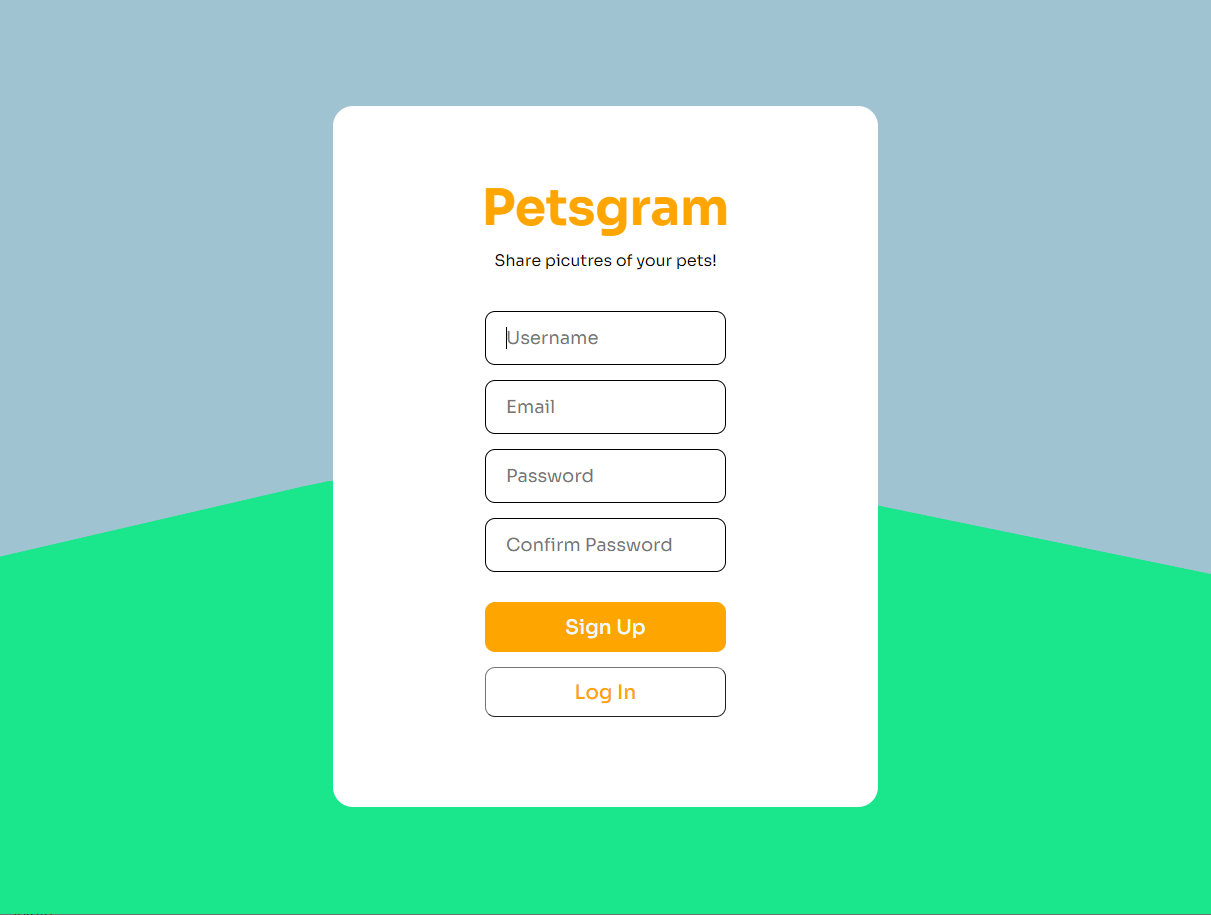 Petsgram
Share picutres of your pets!
Username
Email
Password
Confirm Password
Sign Up
Log In